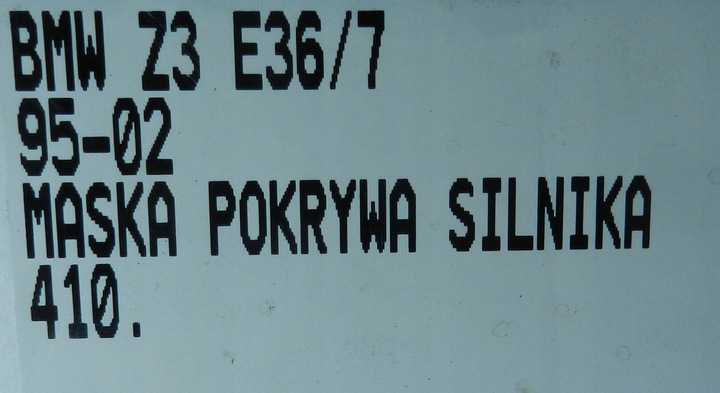 BMW Z3 E36/7
95-02
MASKA POKRYWA SILNIKA
410.